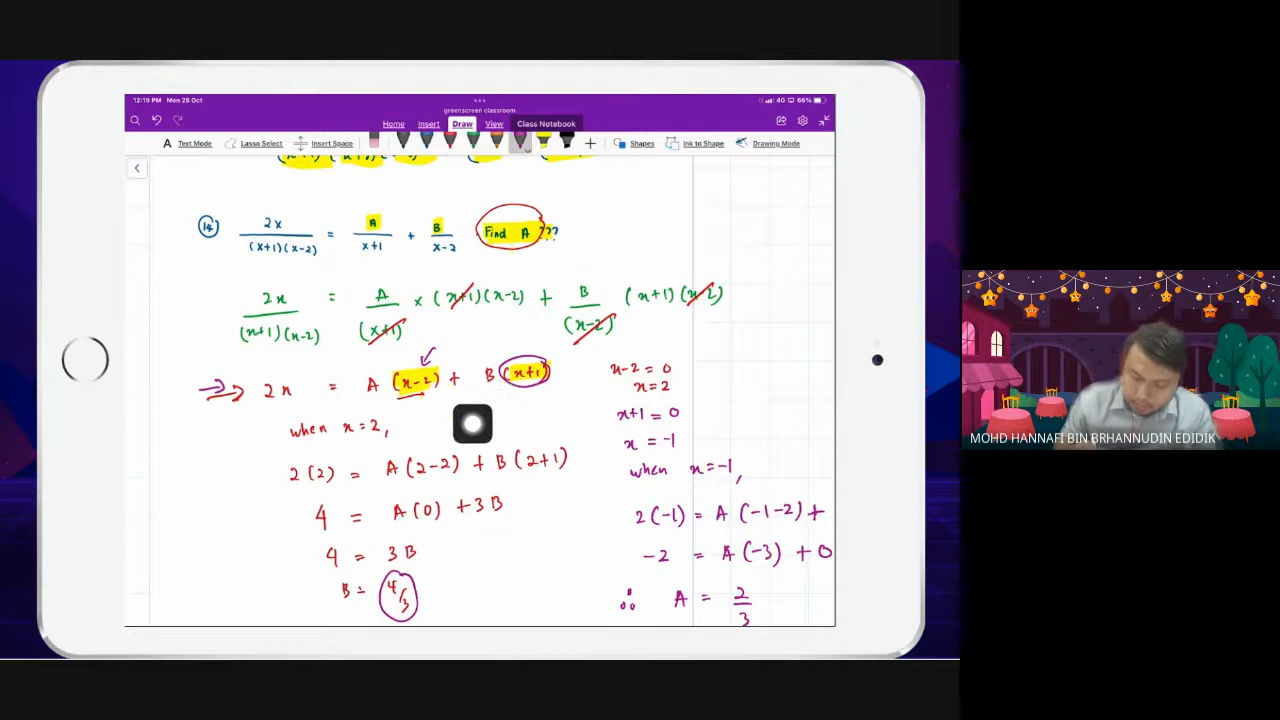 12:19 PM Mon 25 Oct
4G 66%
greenscreen classroom
Home Insert Draw View Class Notebook
Text Mode Lasso Select Insert Space Shapes Ink to Shape Drawing Mode
14 2x/(x+1)(x-2) = A/x+1 + B/x-2 Find A ???
2x/(x+1)(x-2) = A/(x+1) × (x+1)(x-2) + B/(x-2) (x+1)(x-2)
⇒ 2x = A(x-2) + B(x+1)
when x=2,
2(2) = A(2-2) + B(2+1)
4 = A(0) + 3B
4 = 3B
B = 4/3
x-2=0
x=2
x+1=0
x = -1
when x=-1,
2(-1) = A(-1-2)+
-2 = A(-3) + 0
∴ A = 2/3
MOHD HANNAFI BIN BRHANNUDIN EDIDIK